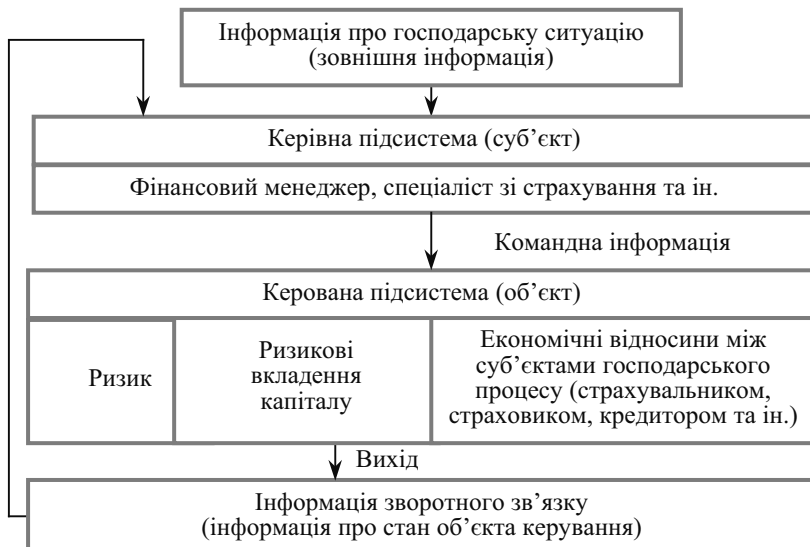 Інформація про господарську ситуацію
(зовнішня інформація)
Керівна підсистема (суб’єкт)
Фінансовий менеджер, спеціаліст зі страхування та ін.
Командна інформація
Керована підсистема (об’єкт)
Ризик
Ризикові
вкладення
капіталу
Економічні відносини між
суб’єктами господарського
процесу (страхувальником,
страховиком, кредитором та ін.)
Вихід
Інформація зворотного зв’язку
(інформація про стан об’єкта керування)